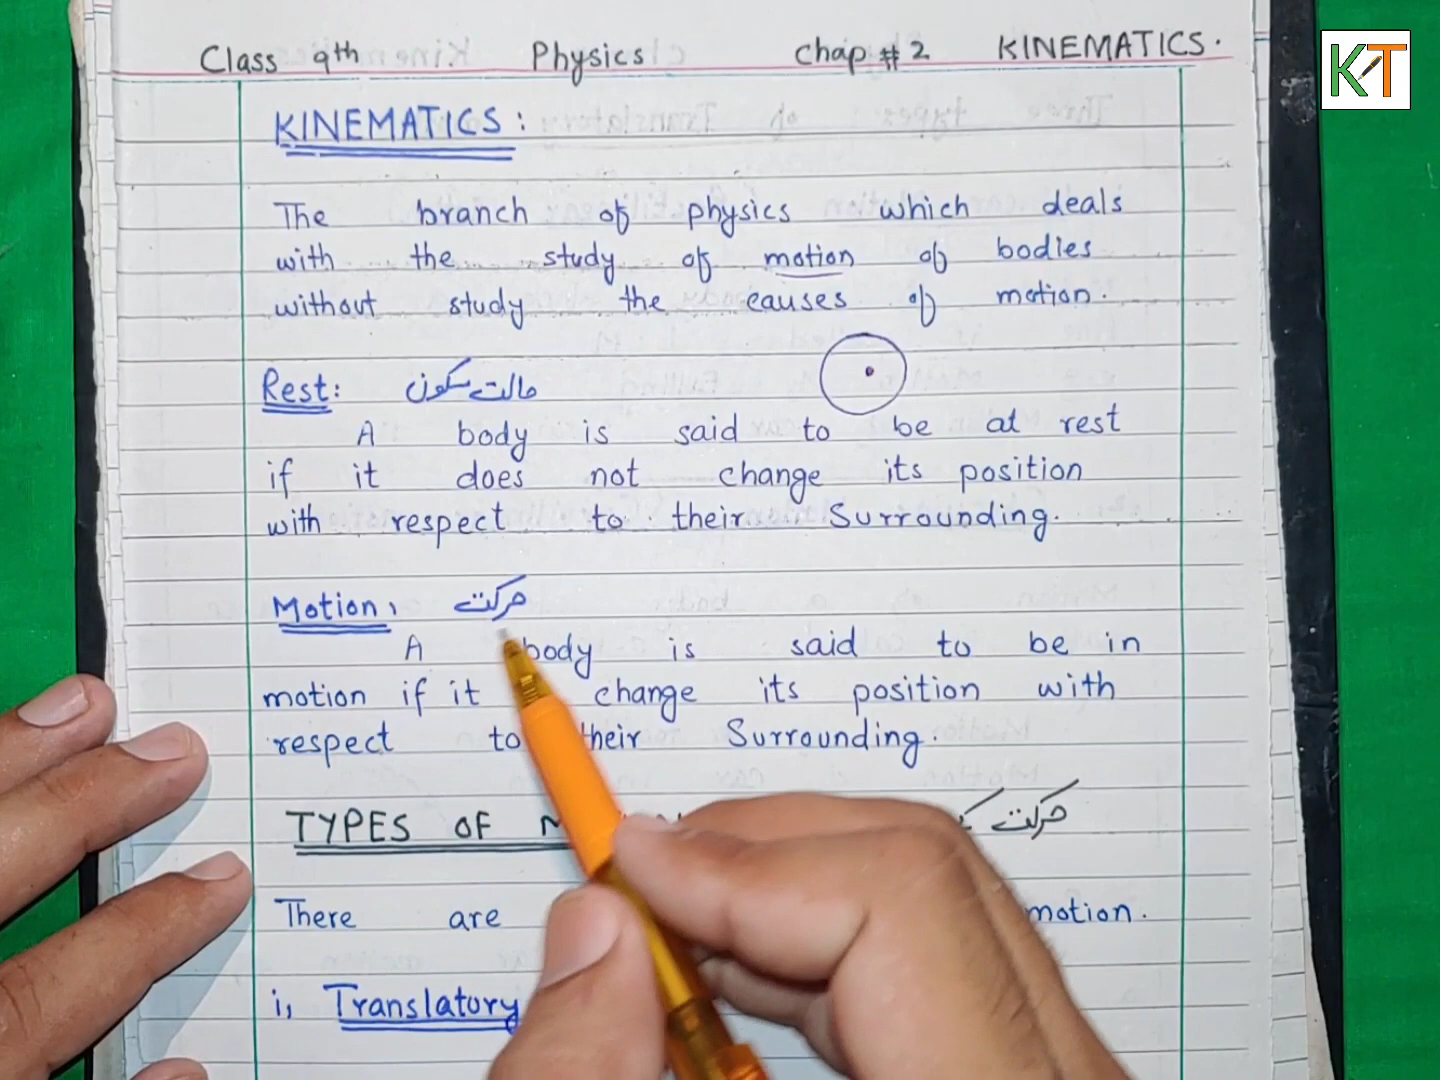 Class 9th Physics Chap # 2 KINEMATICS.
KT
KINEMATICS:
The branch of physics which deals
with the study of motion of bodies
without study the causes of motion.
Rest: حالت سکون
A body is said to be at rest
if it does not change its position
with respect to their Surrounding.
Motion: حرکت
A body is said to be in
motion if it change its position with
respect to their Surrounding.
TYPES OF حرکت
There are motion.
i, Translatory